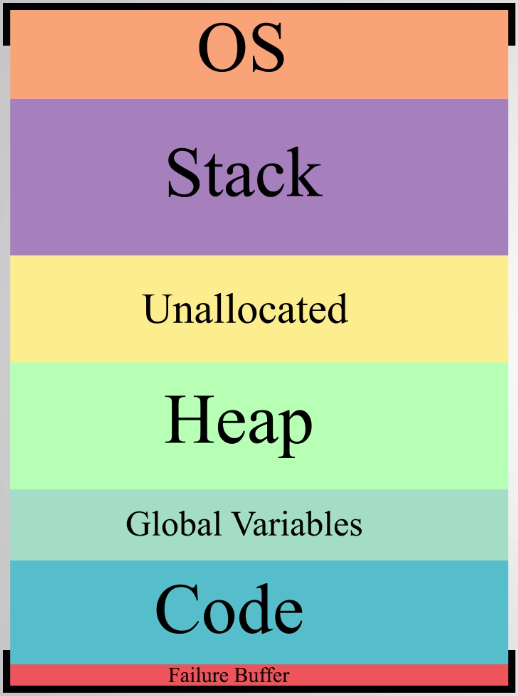 OS
Stack
Unallocated
Heap
Global Variables
Code
Failure Buffer